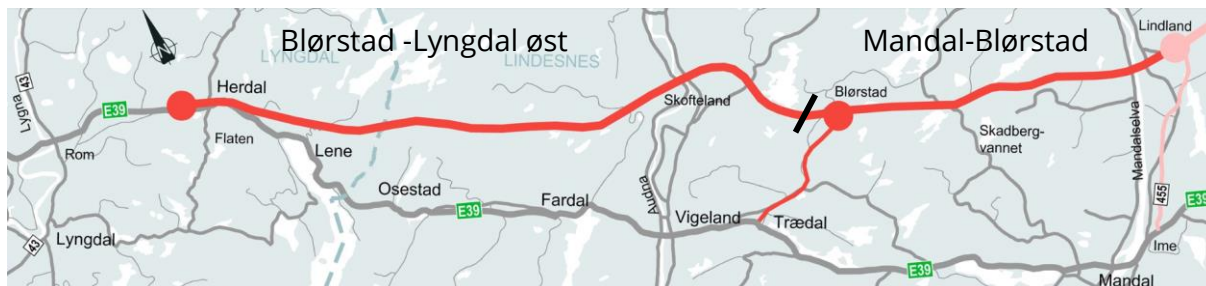 Blørstad -Lyngdal øst
Mandal-Blørstad
Lindland
LYNGDAL
LINDESNES
43
Lygna
Herdal
E39
Rom
Flaten
Lene
Skofteland
Blørstad
Skadberg-
vannet
Mandalselva
Osestad
Fardal
Audna
Vigeland
Trædal
455
E39
E39
43
Lyngdal
Ime
E39
Mandal